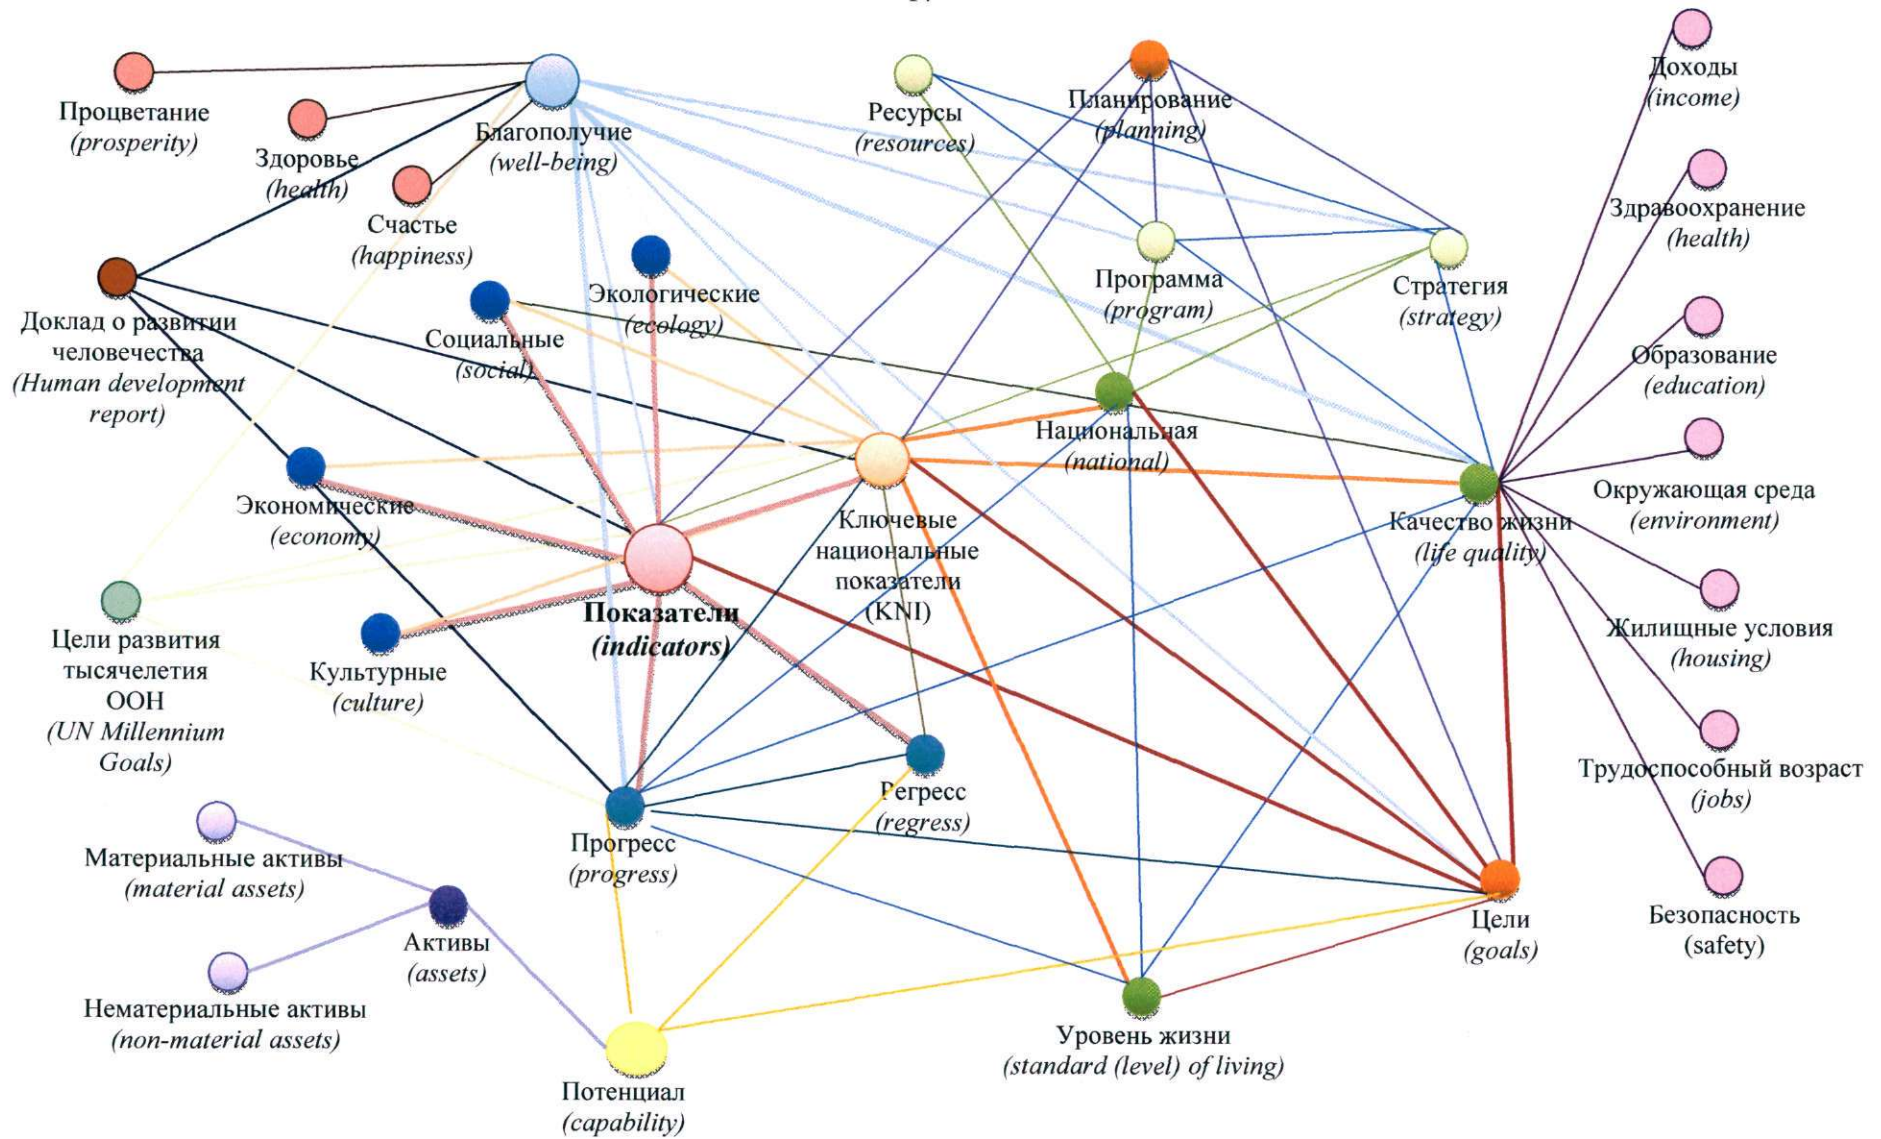 Процветание
(prosperity)
Здоровье
(health)
Благополучие
(well-being)
Счастье
(happiness)
Ресурсы
(resources)
Планирование
(planning)
Доходы
(income)
Здравоохранение
(health)
Доклад о развитии
человечества
(Human development
report)
Социальные
(social)
Экологические
(ecology)
Программа
(program)
Стратегия
(strategy)
Образование
(education)
Национальная
(national)
Экономические
(economy)
Ключевые
национальные
показатели
(KNI)
Качество жизни
(life quality)
Окружающая среда
(environment)
Цели развития
тысячелетия
ООН
(UN Millennium
Goals)
Культурные
(culture)
Показатели
(indicators)
Жилищные условия
(housing)
Регресс
(regress)
Трудоспособный возраст
(jobs)
Прогресс
(progress)
Материальные активы
(material assets)
Активы
(assets)
Нематериальные активы
(non-material assets)
Цели
(goals)
Безопасность
(safety)
Уровень жизни
(standard (level) of living)
Потенциал
(capability)